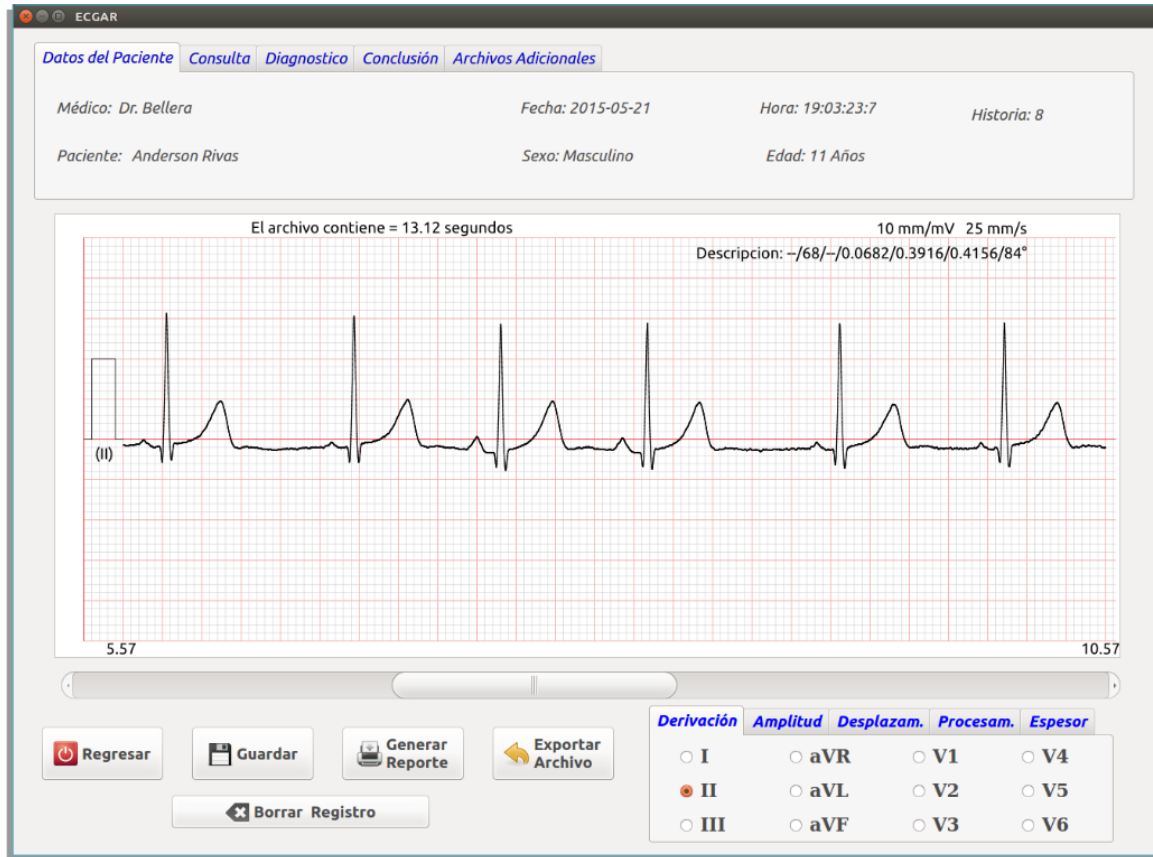 ECGAR
Datos del Paciente Consulta Diagnostico Conclusión Archivos Adicionales
Médico: Dr. Bellera Fecha: 2015-05-21 Hora: 19:03:23:7 Historia: 8
Paciente: Anderson Rivas Sexo: Masculino Edad: 11 Años
El archivo contiene = 13.12 segundos 10 mm/mV 25 mm/s
Descripcion: --/68/--/0.0682/0.3916/0.4156/84°
(II)
5.57 10.57
Regresar
Guardar
Generar
Reporte
Exportar
Archivo
Borrar Registro
Derivación Amplitud Desplazam. Procesam. Espesor
I aVR V1 V4
II aVL V2 V5
III aVF V3 V6